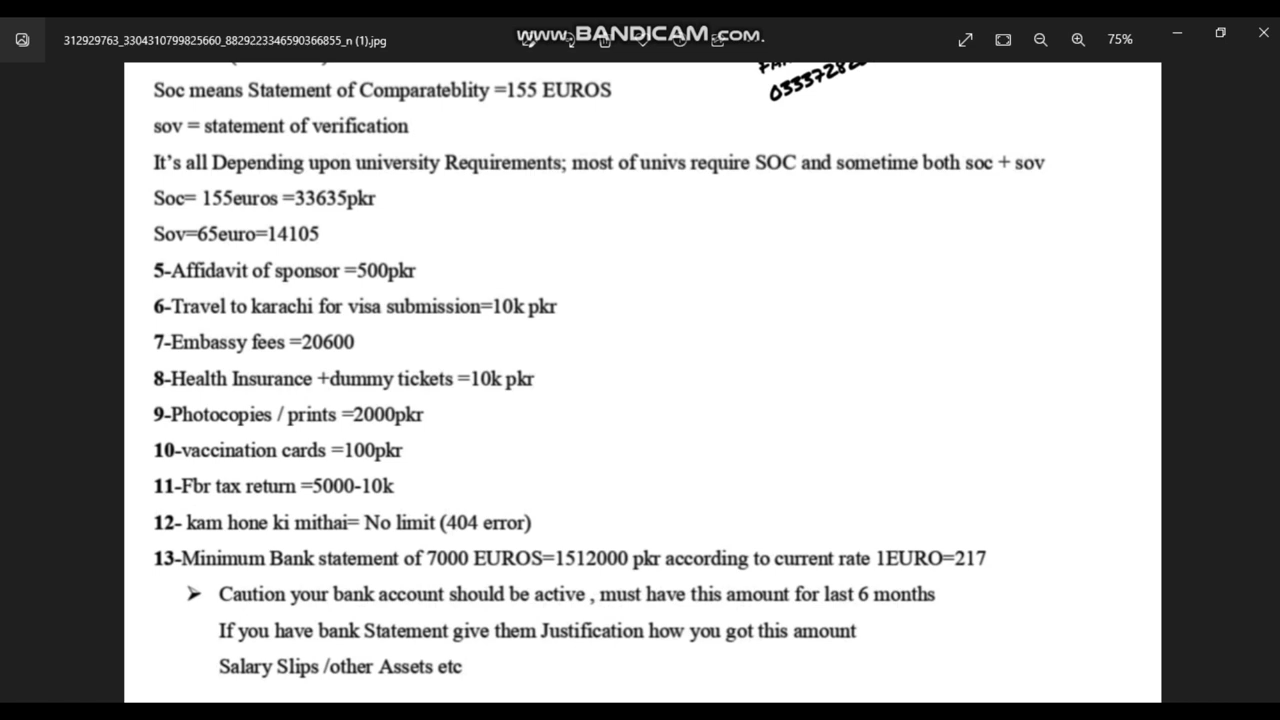 www.BANDICAM.com.
312929763_3304310799825660_8829223346590366855_n (1).jpg
75%
Soc means Statement of Comparateblity =155 EUROS
sov = statement of verification
It's all Depending upon university Requirements; most of univs require SOC and sometime both soc + sov
Soc= 155euros =33635pkr
Sov=65euro=14105
5-Affidavit of sponsor =500pkr
6-Travel to karachi for visa submission=10k pkr
7-Embassy fees =20600
8-Health Insurance +dummy tickets =10k pkr
9-Photocopies / prints =2000pkr
10-vaccination cards =100pkr
11-Fbr tax return =5000-10k
12- kam hone ki mithai= No limit (404 error)
13-Minimum Bank statement of 7000 EUROS=1512000 pkr according to current rate 1EURO=217
➤ Caution your bank account should be active , must have this amount for last 6 months
If you have bank Statement give them Justification how you got this amount
Salary Slips /other Assets etc